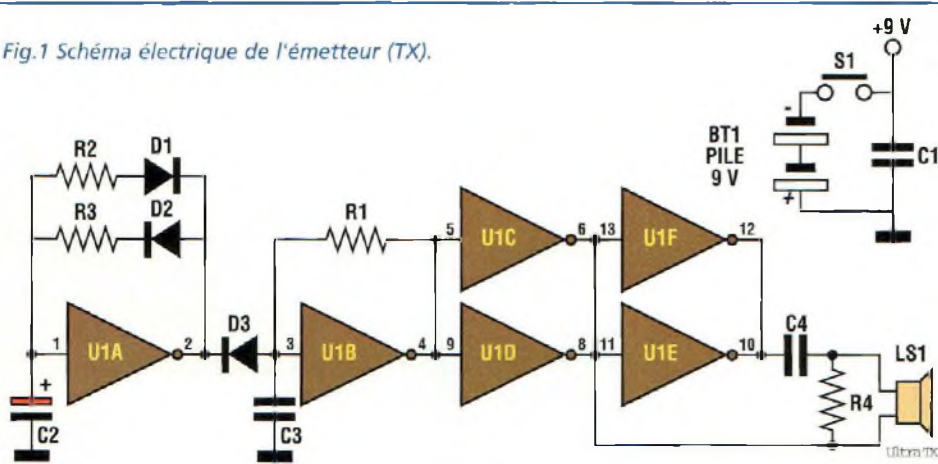 Fig.1 Schéma électrique de l'émetteur (TX).
+9 V
S1
-
BT1
PILE
9 V
+
C1
R2
D1
R3
D2
R1
5
U1C
6
13
U1F
12
1
U1A
2
D3
3
U1B
4
9
U1D
8
11
U1E
10
C4
LS1
R4
+
C2
C3
Ultra TX